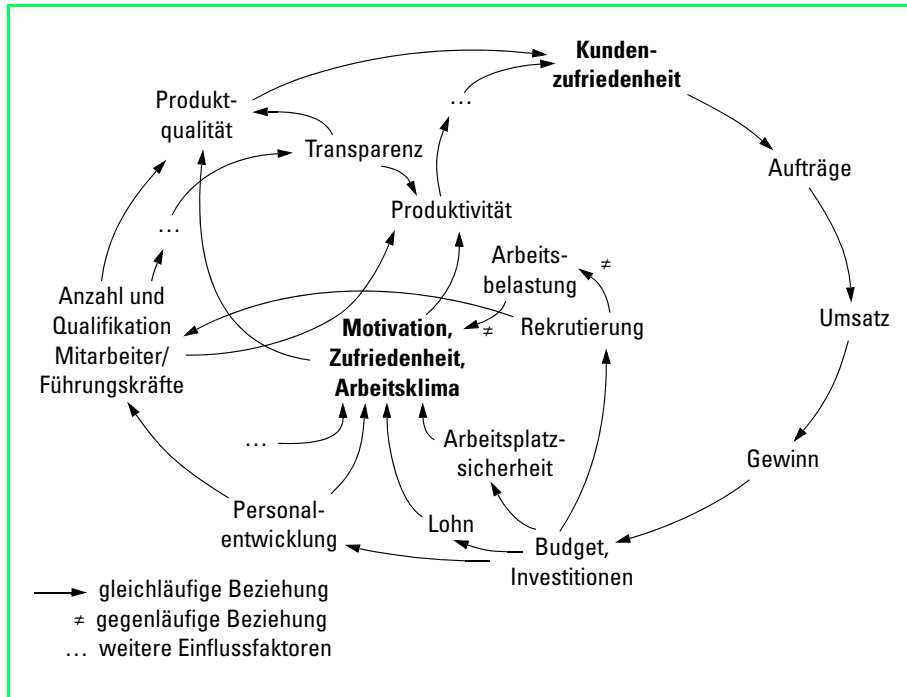 Kunden-
zufriedenheit
Produkt-
qualität
...
Transparenz
Aufträge
Produktivität
...
Arbeits-
belastung
≠
Anzahl und
Qualifikation
Mitarbeiter/
Führungskräfte
Motivation,
Zufriedenheit,
Arbeitsklima
≠
Rekrutierung
Umsatz
...
Arbeitsplatz-
sicherheit
Gewinn
Personal-
entwicklung
Lohn
Budget,
Investitionen
gleichläufige Beziehung
≠ gegenläufige Beziehung
... weitere Einflussfaktoren